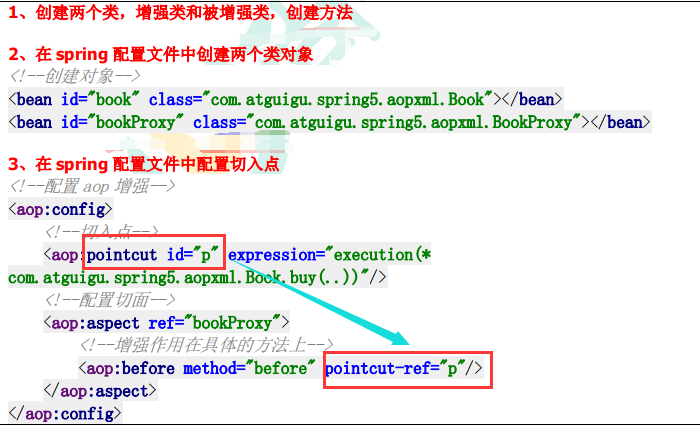 1、创建两个类，增强类和被增强类，创建方法
2、在 spring 配置文件中创建两个类对象
<!--创建对象-->
<bean id="book" class="com.atguigu.spring5.aopxml.Book"></bean>
<bean id="bookProxy" class="com.atguigu.spring5.aopxml.BookProxy"></bean>
3、在 spring 配置文件中配置切入点
<!--配置 aop 增强-->
<aop:config>
<!--切入点-->
<aop:pointcut id="p" expression="execution(*
com.atguigu.spring5.aopxml.Book.buy(..))"/>
<!--配置切面-->
<aop:aspect ref="bookProxy">
<!--增强作用在具体的方法上-->
<aop:before method="before" pointcut-ref="p"/>
</aop:aspect>
</aop:config>